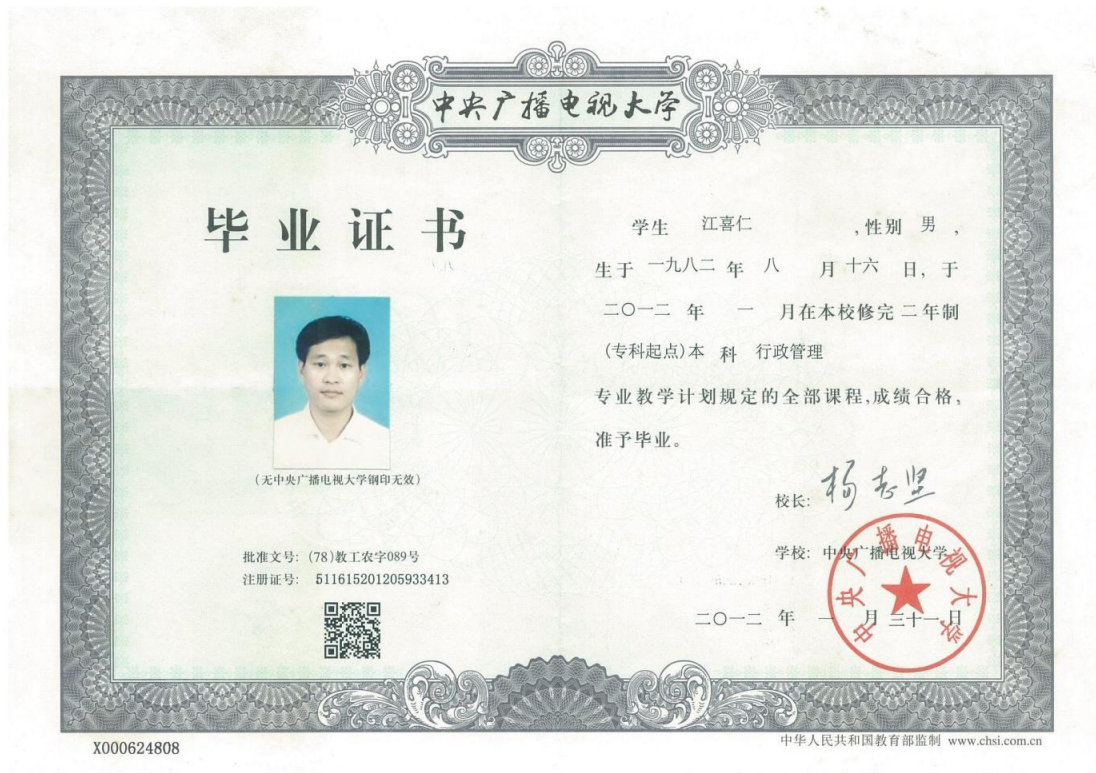 中央广播电视大学
毕业证书
(无中央广播电视大学钢印无效)
批准文号: (78)教工农字089号
注册证号: 511615201205933413
X000624808
学生 江喜仁 ,性别 男 ,
生于 一九八二 年 八 月 十六 日, 于
二〇一二 年 一 月在本校修完 二 年制
(专科起点)本 科 行政管理
专业教学计划规定的全部课程,成绩合格,
准予毕业。
校长: 杨志坚
学校: 中央广播电视大学
中央广播电视大学
二〇一二 年 一 月 三十一 日
中华人民共和国教育部监制 www.chsi.com.cn